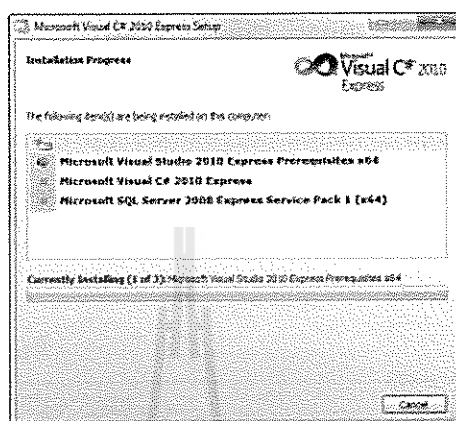 Microsoft Visual C# 2010 Express Setup
Installation Progress
Microsoft
Visual C# 2010
Express
The following item(s) are being installed on this computer:
Microsoft Visual Studio 2010 Express Prerequisites x64
Microsoft Visual C# 2010 Express
Microsoft SQL Server 2008 Express Service Pack 1 (x64)
Currently Installing (1 of 3): Microsoft Visual Studio 2010 Express Prerequisites x64
Cancel